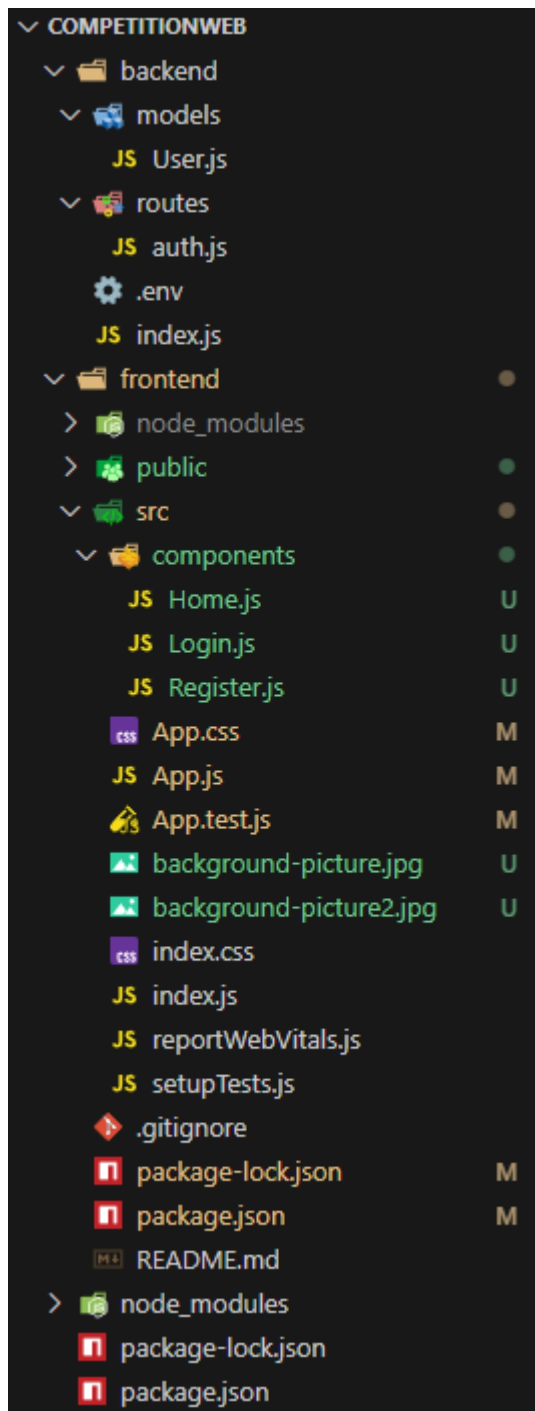 COMPETITIONWEB
backend
models
JS User.js
routes
JS auth.js
.env
JS index.js
frontend
node_modules
public
src
components
JS Home.js U
JS Login.js U
JS Register.js U
css App.css M
JS App.js M
JS App.test.js M
background-picture.jpg U
background-picture2.jpg U
css index.css
JS index.js
JS reportWebVitals.js
JS setupTests.js
.gitignore
n package-lock.json M
n package.json M
M README.md
node_modules
n package-lock.json
n package.json